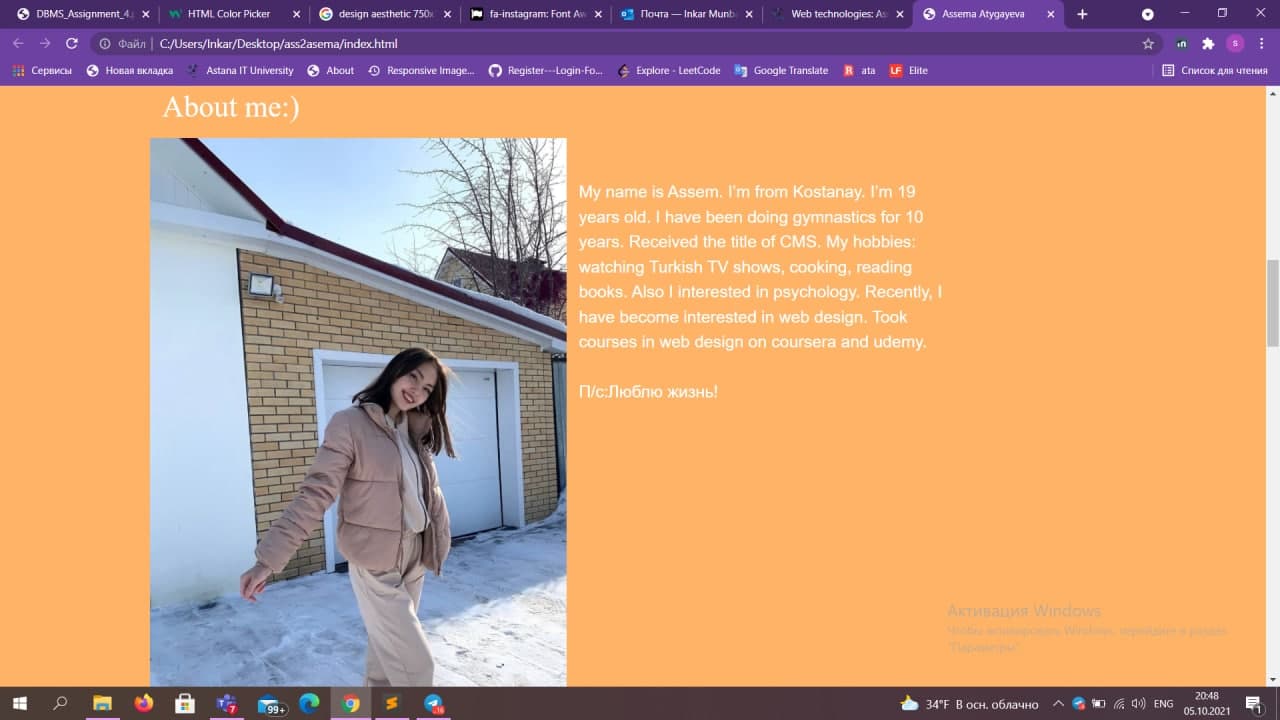 DBMS_Assignment_4.p
HTML Color Picker
design aesthetic 750x
fa-instagram: Font Aw
Почта — Inkar Munb
Web technologies: As
Assema Atygayeva
Файл | C:/Users/Inkar/Desktop/ass2asema/index.html
Сервисы Новая вкладка Astana IT University About Responsive Image... Register---Login-Fo... Explore - LeetCode Google Translate ata Elite Список для чтения
About me:)
My name is Assem. I'm from Kostanay. I'm 19
years old. I have been doing gymnastics for 10
years. Received the title of CMS. My hobbies:
watching Turkish TV shows, cooking, reading
books. Also I interested in psychology. Recently, I
have become interested in web design. Took
courses in web design on coursera and udemy.
П/с:Люблю жизнь!
Активация Windows
Чтобы активировать Windows, перейдите в раздел
"Параметры".
34°F В осн. облачно
ENG
20:48
05.10.2021